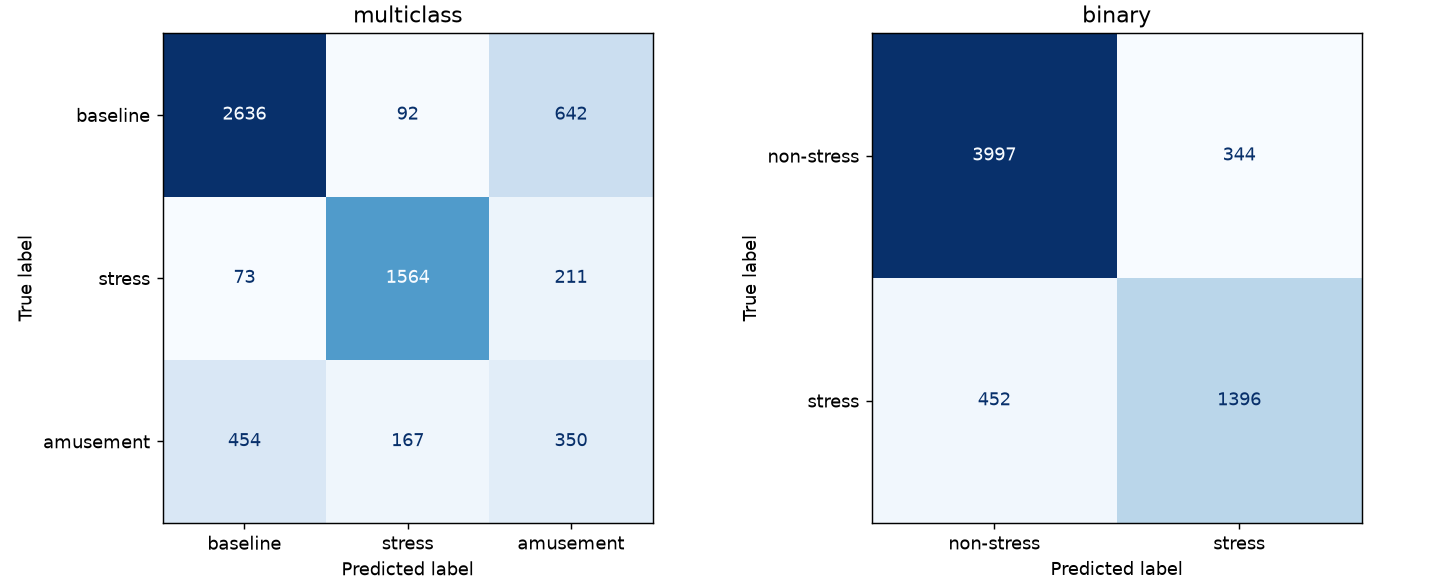 multiclass
baseline 2636 92 642
stress 73 1564 211
amusement 454 167 350
baseline stress amusement
Predicted label
True label
binary
non-stress 3997 344
stress 452 1396
non-stress stress
Predicted label
True label